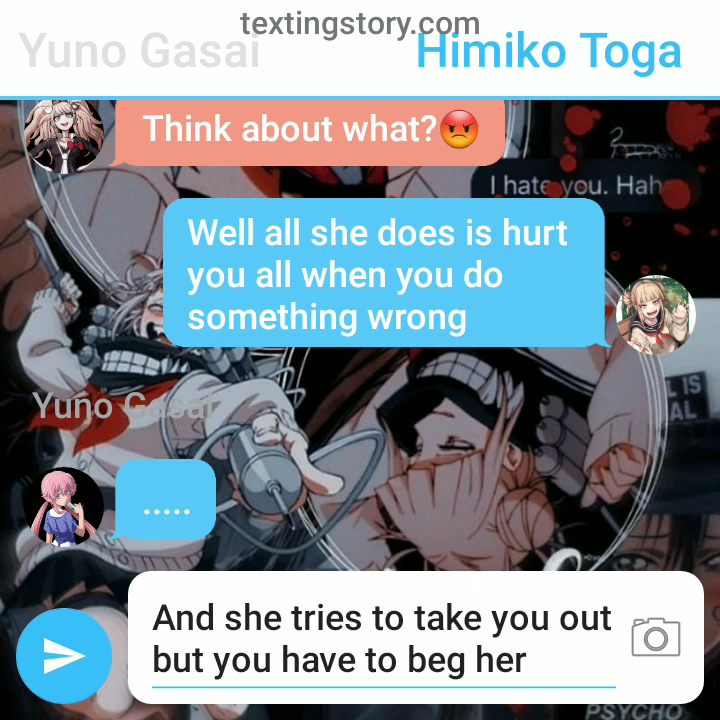 textingstory.com
Yuno Gasai
Himiko Toga
Think about what?😡
I hate you. Hah
Well all she does is hurt
you all when you do
something wrong
L IS
AL
Yuno Gasai
.....
And she tries to take you out
but you have to beg her
PSYCHO